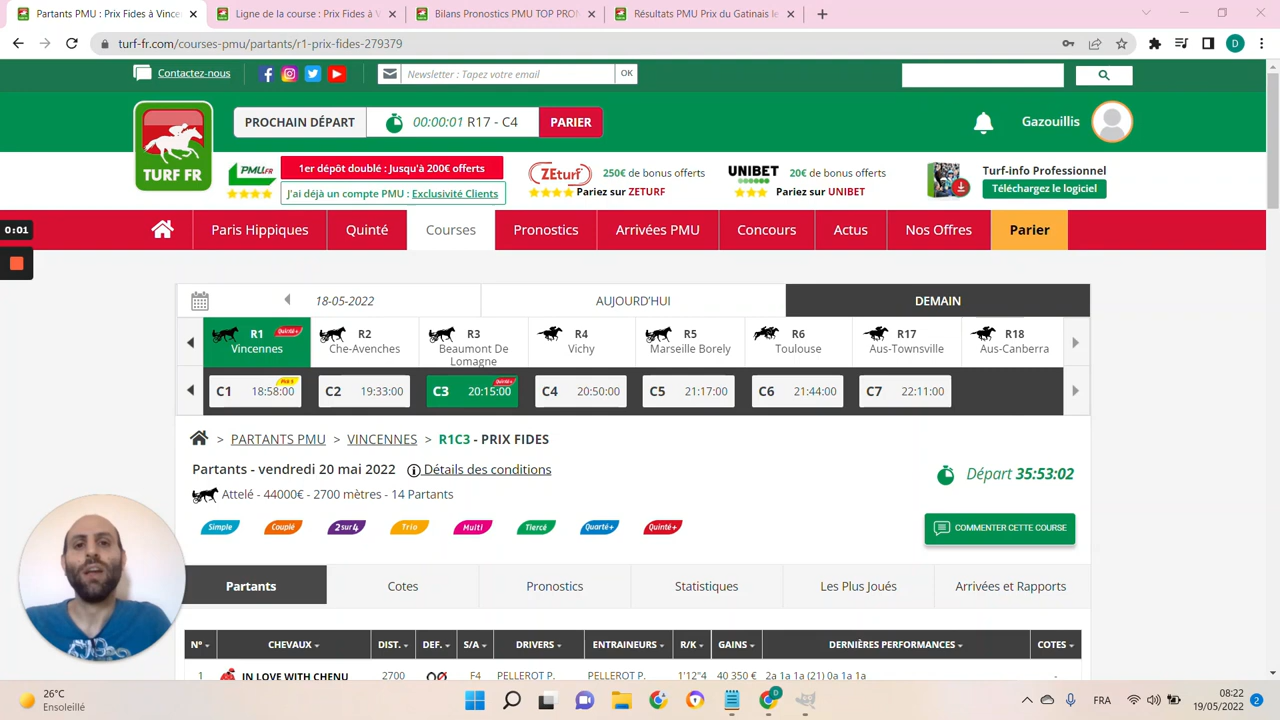 Partants PMU : Prix Fides à Vince
Ligne de la course : Prix Fides à V
Bilans Pronostics PMU TOP PRON
Résultats PMU Prix du Gatinais le
turf-fr.com/courses-pmu/partants/r1-prix-fides-279379
D
Contactez-nous
Newsletter : Tapez votre email
OK
TURF FR
PROCHAIN DÉPART
00:00:01 R17 - C4
PARIER
Gazouillis
PMU.FR
1er dépôt doublé : Jusqu'à 200€ offerts
J'ai déjà un compte PMU : Exclusivité Clients
ZEturf
250€ de bonus offerts
Pariez sur ZETURF
UNIBET
20€ de bonus offerts
Pariez sur UNIBET
Turf-info Professionnel
Téléchargez le logiciel
0:01
Paris Hippiques
Quinté
Courses
Pronostics
Arrivées PMU
Concours
Actus
Nos Offres
Parier
18-05-2022
AUJOURD'HUI
DEMAIN
R1 Quinté+
Vincennes
R2
Che-Avenches
R3
Beaumont De
Lomagne
R4
Vichy
R5
Marseille Borely
R6
Toulouse
R17
Aus-Townsville
R18
Aus-Canberra
C1 18:58:00
C2 19:33:00
C3 20:15:00 Quinté+
C4 20:50:00
C5 21:17:00
C6 21:44:00
C7 22:11:00
> PARTANTS PMU > VINCENNES > R1C3 - PRIX FIDES
Partants - vendredi 20 mai 2022 Détails des conditions
Attelé - 44000€ - 2700 mètres - 14 Partants
Départ 35:53:02
Simple
Couplé
2sur4
Trio
Multi
Tiercé
Quarté+
Quinté+
COMMENTER CETTE COURSE
Partants
Cotes
Pronostics
Statistiques
Les Plus Joués
Arrivées et Rapports
N° CHEVAUX DIST. DEF. S/A DRIVERS ENTRAINEURS R/K GAINS DERNIÈRES PERFORMANCES COTES
1 IN LOVE WITH CHENU 2700 F4 PELLEROT P. PELLEROT P. 1'12"4 40 350 € 2a 1a 1a (21) 0a 1a 1a -
26°C
Ensoleillé
FRA
08:22
19/05/2022
2